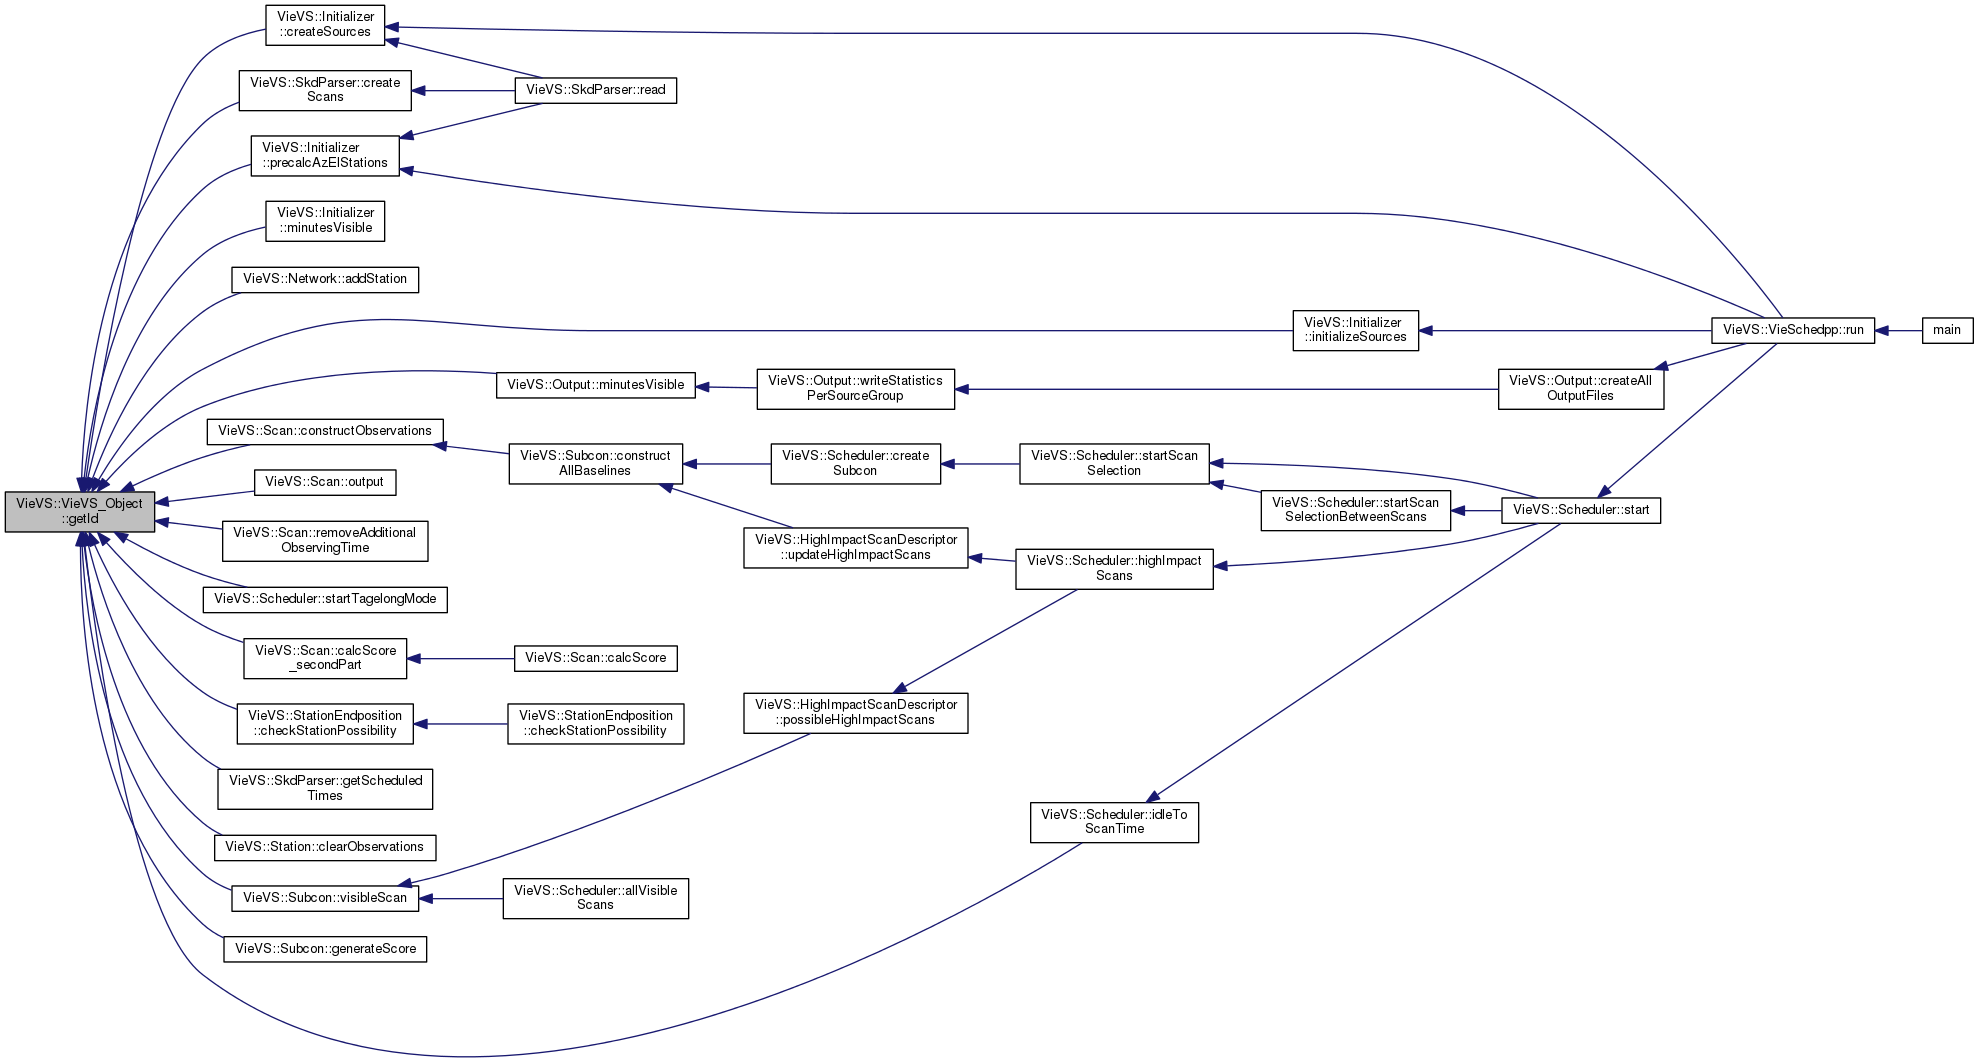 VieVS::Initializer
::createSources
VieVS::SkdParser::create
Scans
VieVS::SkdParser::read
VieVS::Initializer
::precalcAzElStations
VieVS::Initializer
::minutesVisible
VieVS::Network::addStation
VieVS::Initializer
::initializeSources
VieVS::VieSchedpp::run
main
VieVS::Output::minutesVisible
VieVS::Output::writeStatistics
PerSourceGroup
VieVS::Output::createAll
OutputFiles
VieVS::Scan::constructObservations
VieVS::Subcon::construct
AllBaselines
VieVS::Scheduler::create
Subcon
VieVS::Scheduler::startScan
Selection
VieVS::Scan::output
VieVS::Scheduler::startScan
SelectionBetweenScans
VieVS::Scheduler::start
VieVS::VieVS_Object
::getId
VieVS::Scan::removeAdditional
ObservingTime
VieVS::HighImpactScanDescriptor
::updateHighImpactScans
VieVS::Scheduler::highImpact
Scans
VieVS::Scheduler::startTagelongMode
VieVS::Scan::calcScore
_secondPart
VieVS::Scan::calcScore
VieVS::HighImpactScanDescriptor
::possibleHighImpactScans
VieVS::StationEndposition
::checkStationPossibility
VieVS::StationEndposition
::checkStationPossibility
VieVS::SkdParser::getScheduled
Times
VieVS::Scheduler::idleTo
ScanTime
VieVS::Station::clearObservations
VieVS::Subcon::visibleScan
VieVS::Scheduler::allVisible
Scans
VieVS::Subcon::generateScore